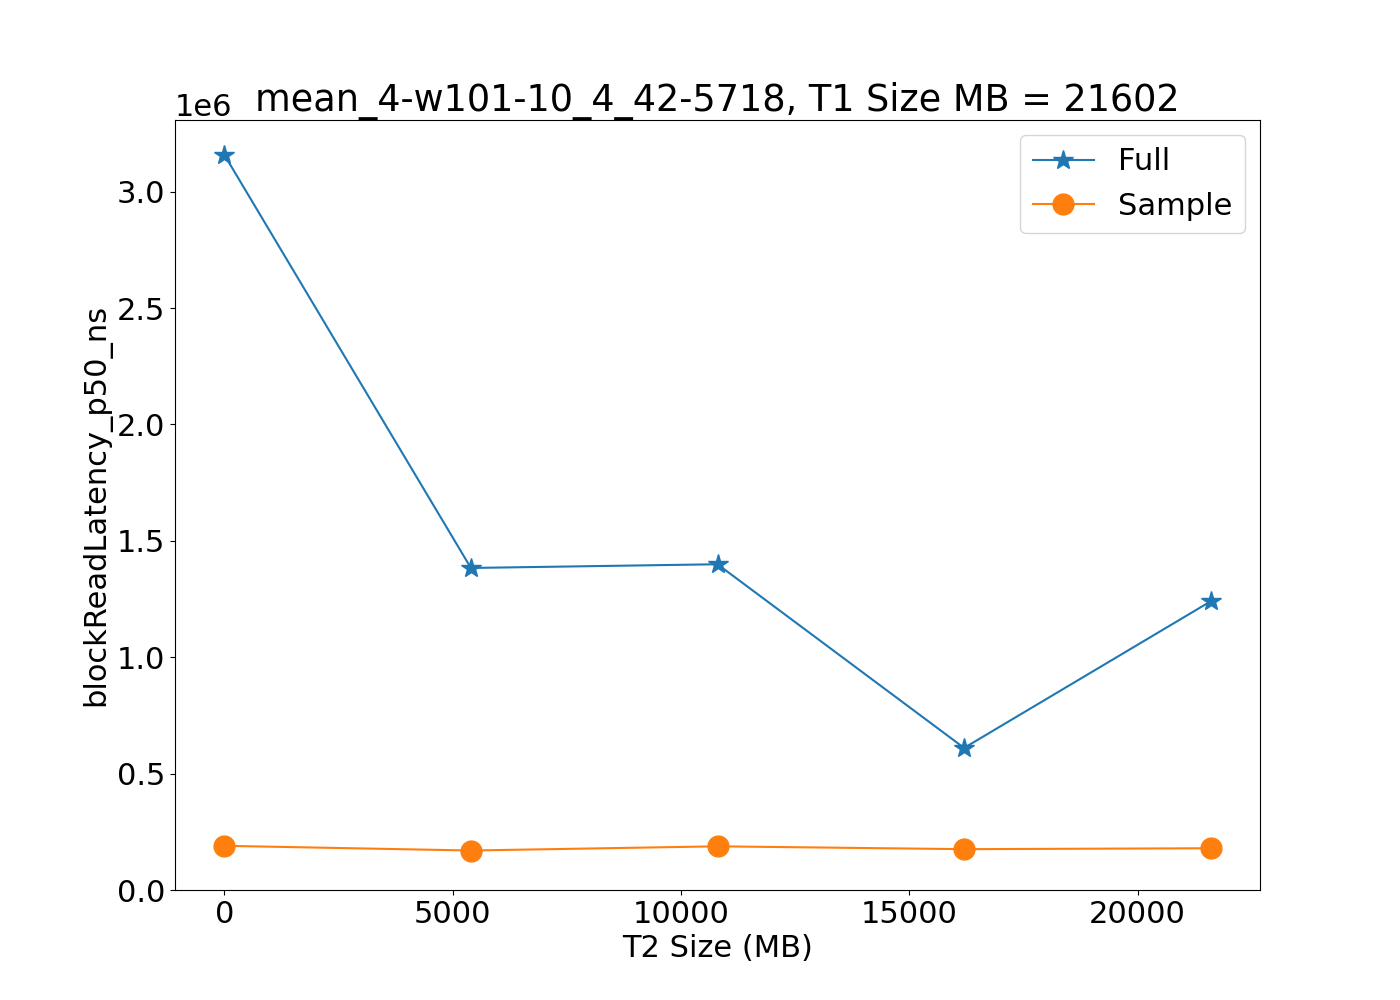 1e6
mean_4-w101-10_4_42-5718, T1 Size MB = 21602
Full
Sample
blockReadLatency_p50_ns
3.0
2.5
2.0
1.5
1.0
0.5
0.0
0 5000 10000 15000 20000
T2 Size (MB)